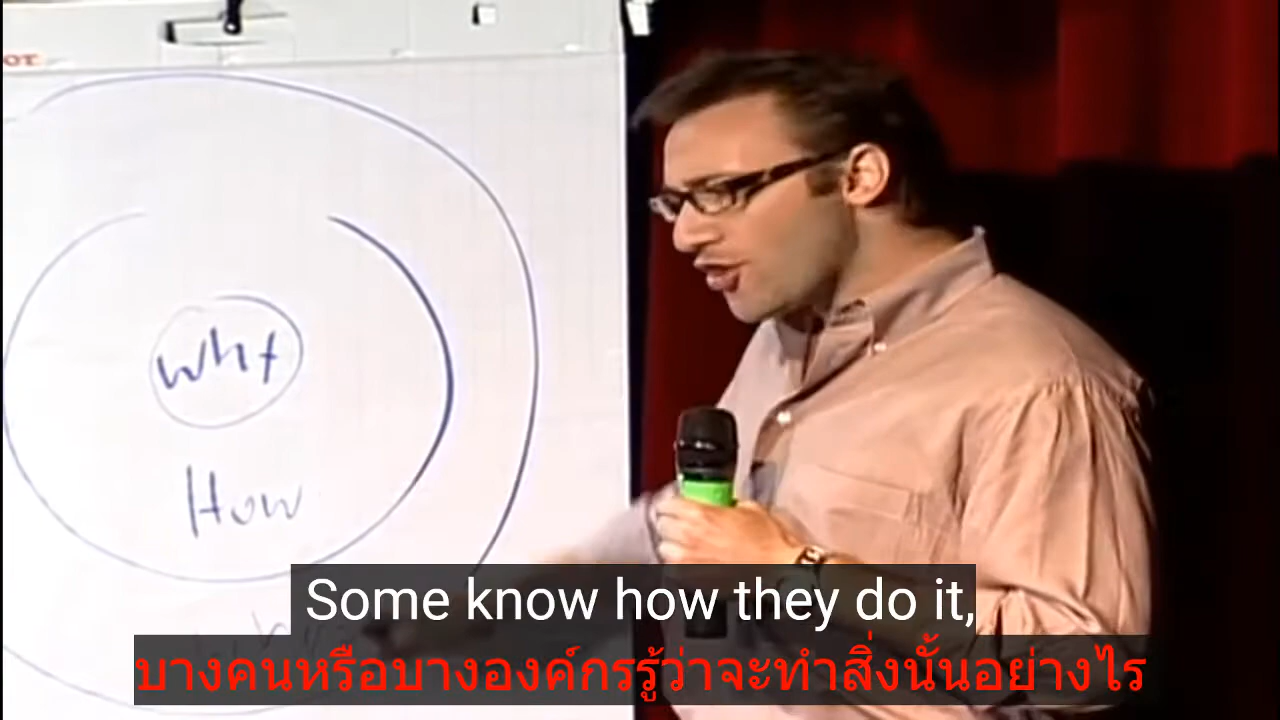 OT
Why
How
Some know how they do it,
บางคนหรือบางองค์กรรู้ว่าจะทำสิ่งนั้นอย่างไร